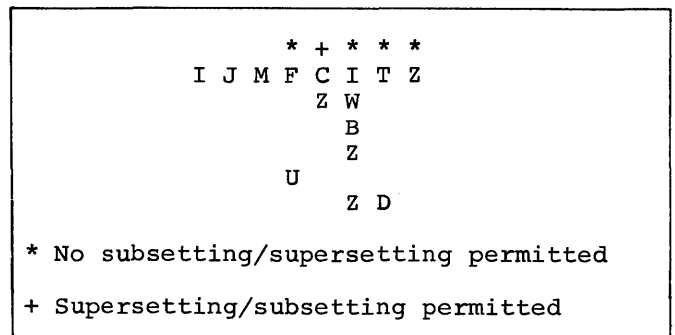 * + * * *
I J M F C I T Z
Z W
B
Z
U
Z D
* No subsetting/supersetting permitted
+ Supersetting/subsetting permitted